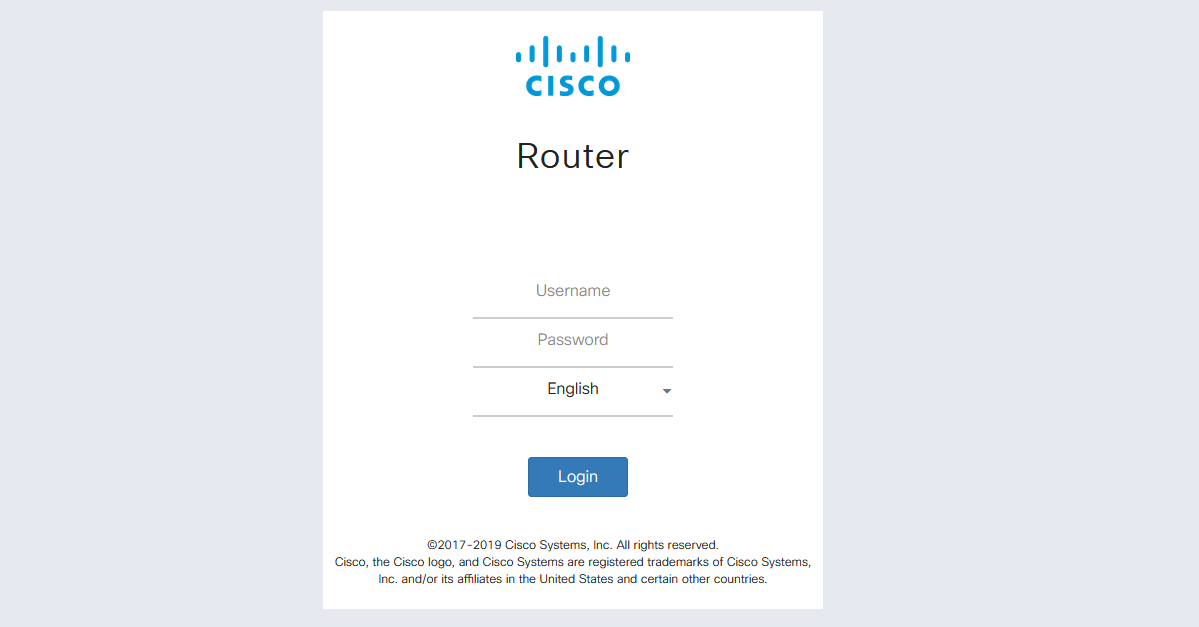 CISCO
Router
Username
Password
English
Login
©2017-2019 Cisco Systems, Inc. All rights reserved.
Cisco, the Cisco logo, and Cisco Systems are registered trademarks of Cisco Systems,
Inc. and/or its affiliates in the United States and certain other countries.